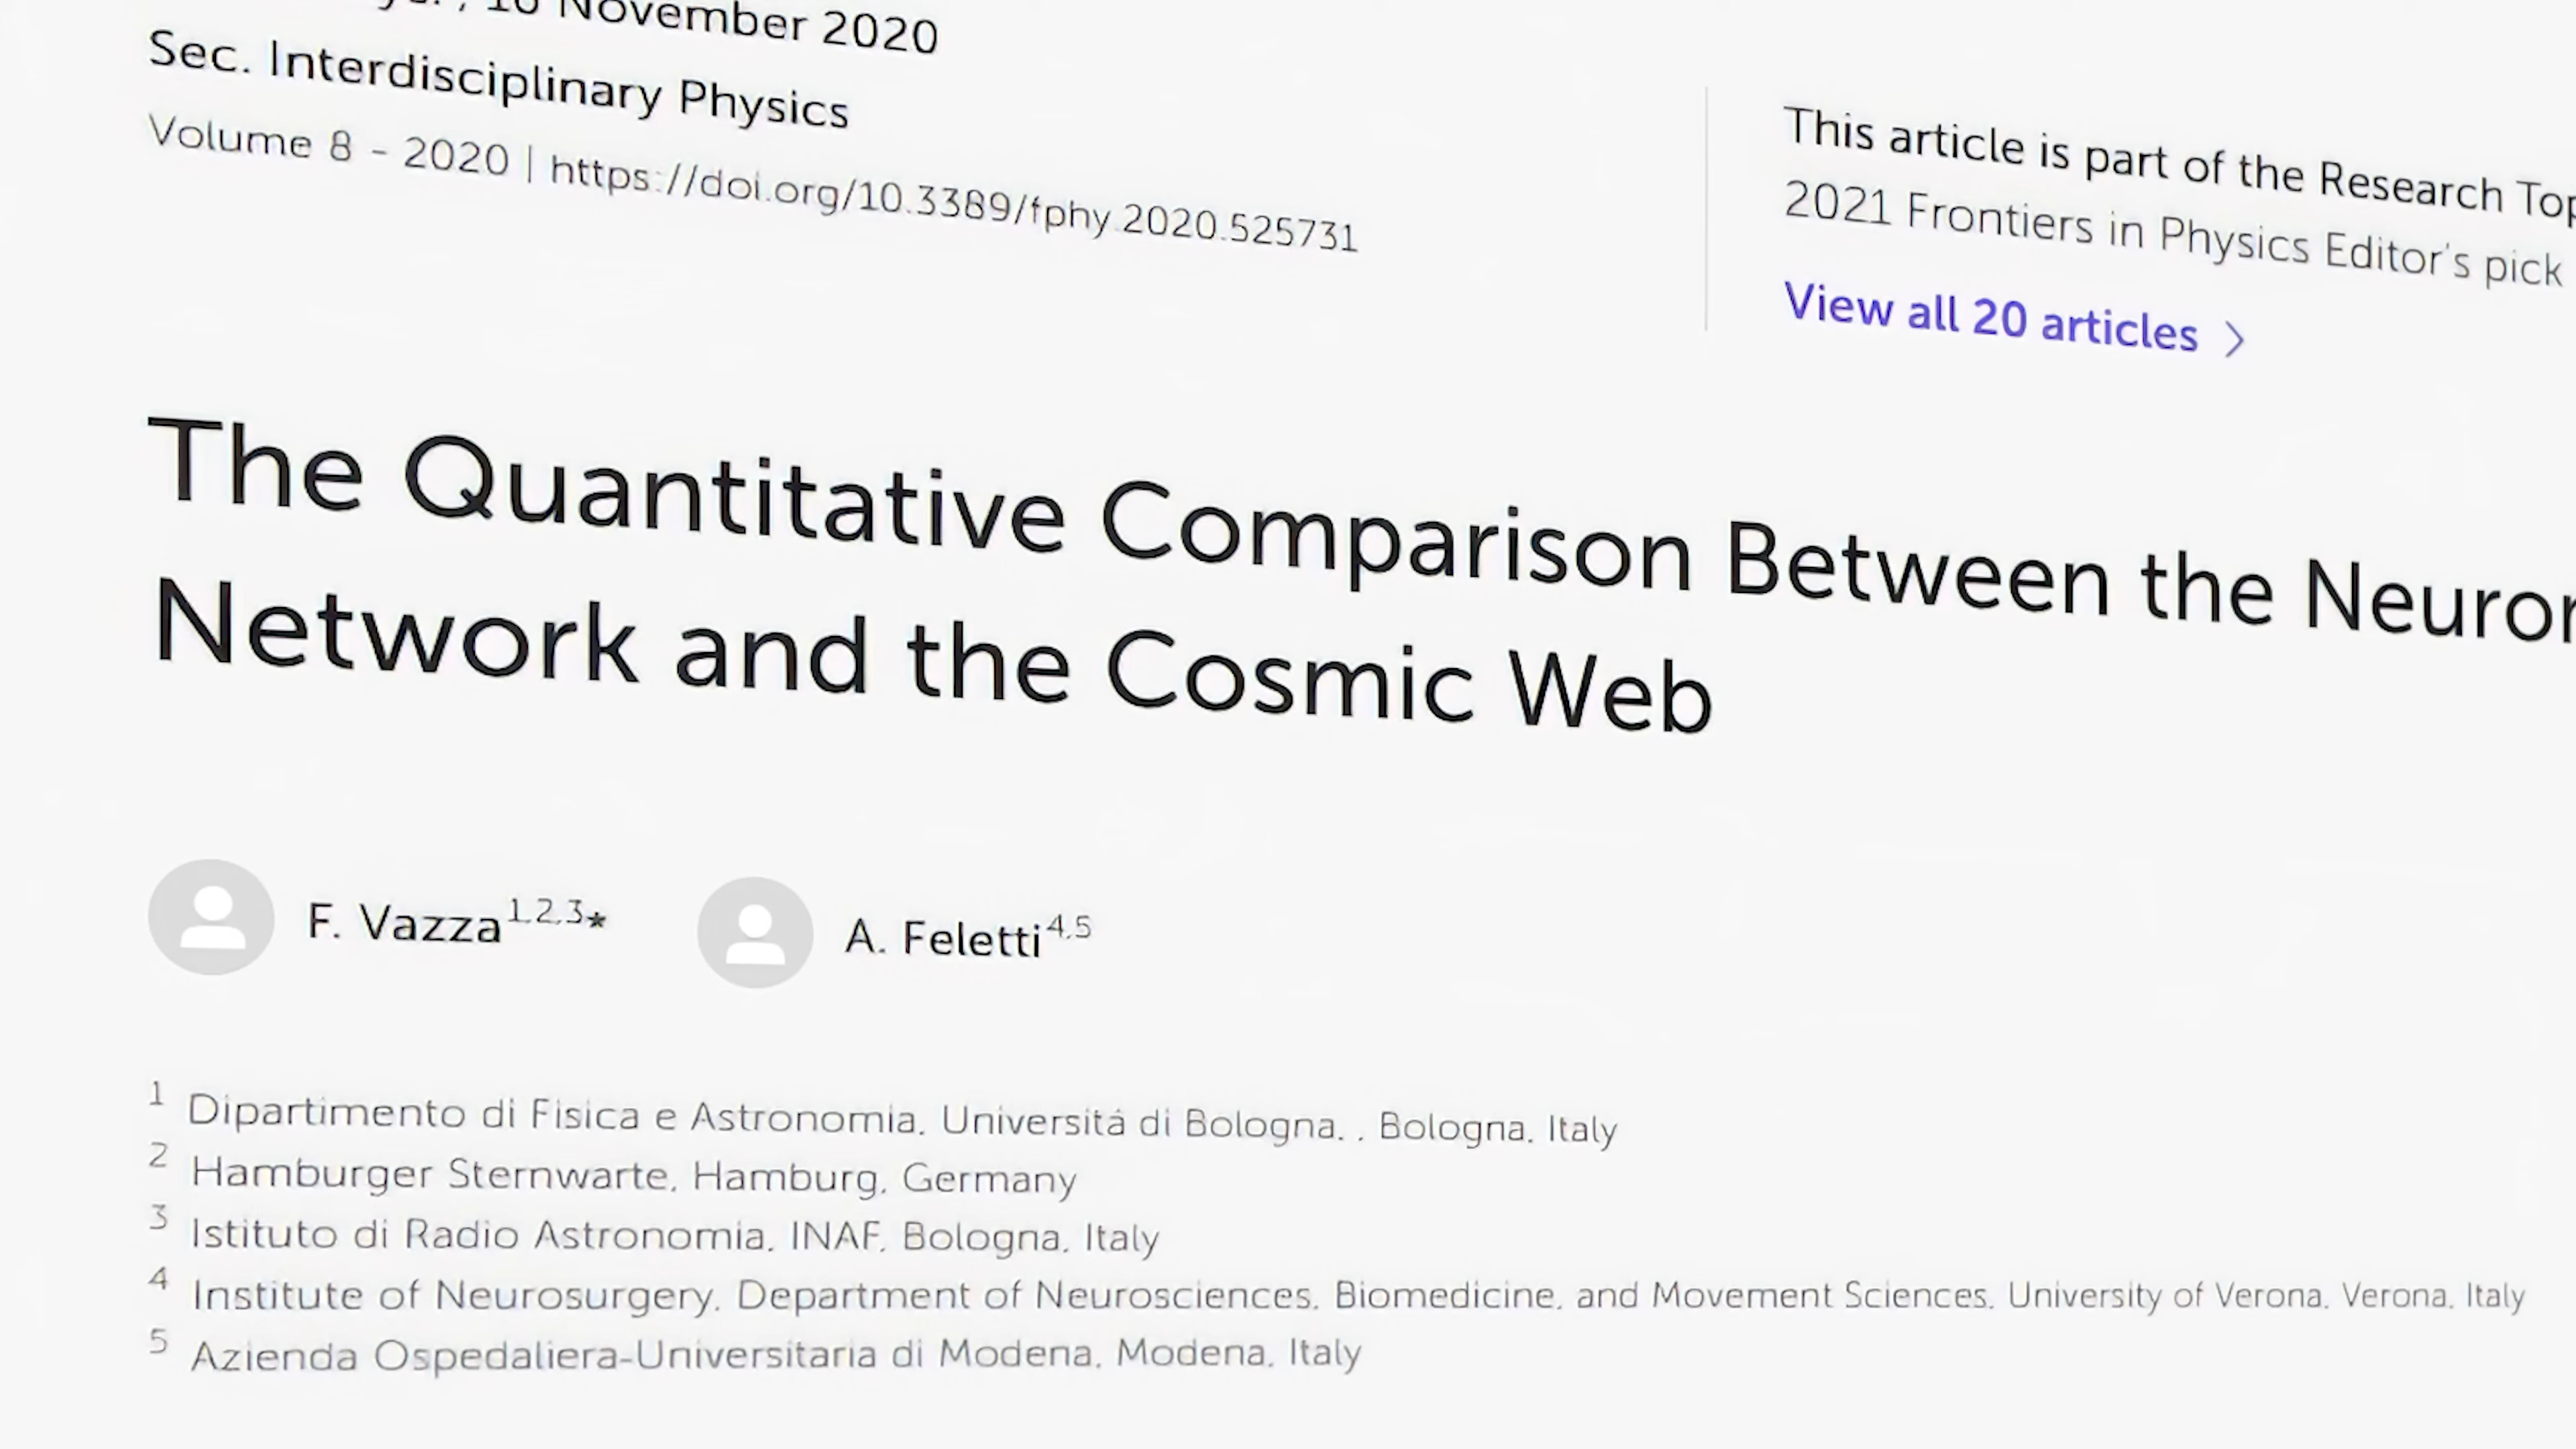 November 2020
Sec. Interdisciplinary Physics
Volume 8 - 2020 | https://doi.org/10.3389/fphy.2020.525731
This article is part of the Research
2021 Frontiers in Physics Editor's pick
View all 20 articles >
The Quantitative Comparison Between the
Network and the Cosmic Web
F. Vazza1,2,3*
A. Feletti4,5
1 Dipartimento di Fisica e Astronomia, Universitá di Bologna, , Bologna, Italy
2 Hamburger Sternwarte, Hamburg, Germany
3 Istituto di Radio Astronomia, INAF, Bologna, Italy
4 Institute of Neurosurgery, Department of Neurosciences, Biomedicine, and Movement Sciences, University of Verona, Verona, Italy
5 Azienda Ospedaliera-Universitaria di Modena, Modena, Italy